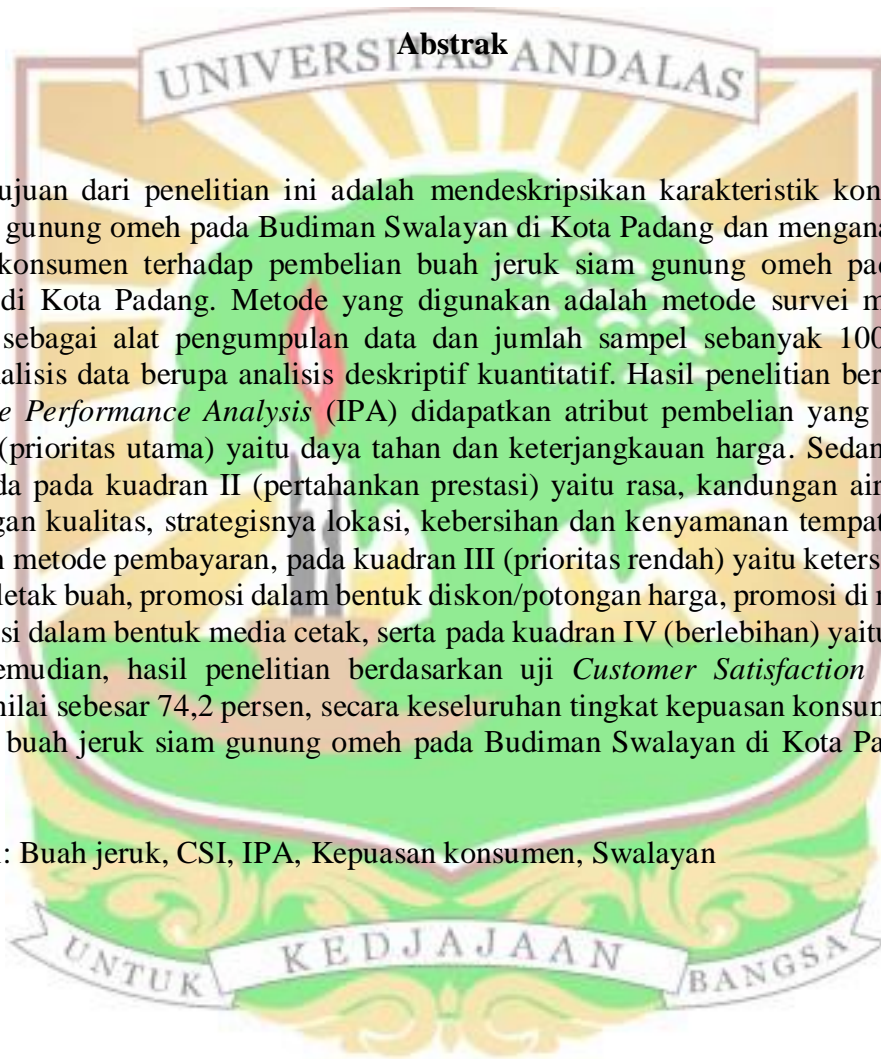 Abstrak
UNIVERSITAS ANDALAS
ujuan dari penelitian ini adalah mendeskripsikan karakteristik kon
gunung omeh pada Budiman Swalayan di Kota Padang dan mengana
konsumen terhadap pembelian buah jeruk siam gunung omeh pad
di Kota Padang. Metode yang digunakan adalah metode survei m
sebagai alat pengumpulan data dan jumlah sampel sebanyak 100
nalisis data berupa analisis deskriptif kuantitatif. Hasil penelitian ber
e Performance Analysis (IPA) didapatkan atribut pembelian yang
(prioritas utama) yaitu daya tahan dan keterjangkauan harga. Sedan
da pada kuadran II (pertahankan prestasi) yaitu rasa, kandungan air
gan kualitas, strategisnya lokasi, kebersihan dan kenyamanan tempat
n metode pembayaran, pada kuadran III (prioritas rendah) yaitu keters
letak buah, promosi dalam bentuk diskon/potongan harga, promosi di m
si dalam bentuk media cetak, serta pada kuadran IV (berlebihan) yaitu
emudian, hasil penelitian berdasarkan uji Customer Satisfaction
nilai sebesar 74,2 persen, secara keseluruhan tingkat kepuasan konsum
buah jeruk siam gunung omeh pada Budiman Swalayan di Kota Pa
: Buah jeruk, CSI, IPA, Kepuasan konsumen, Swalayan
UNTUK KEDJAJAAN BANGSA